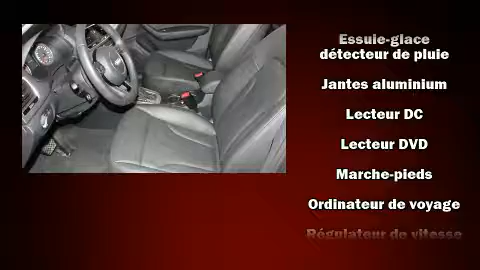 Essuie-glace
détecteur de pluie
Jantes aluminium
Lecteur DC
Lecteur DVD
Marche-pieds
Ordinateur de voyage
Régulateur de vitesse